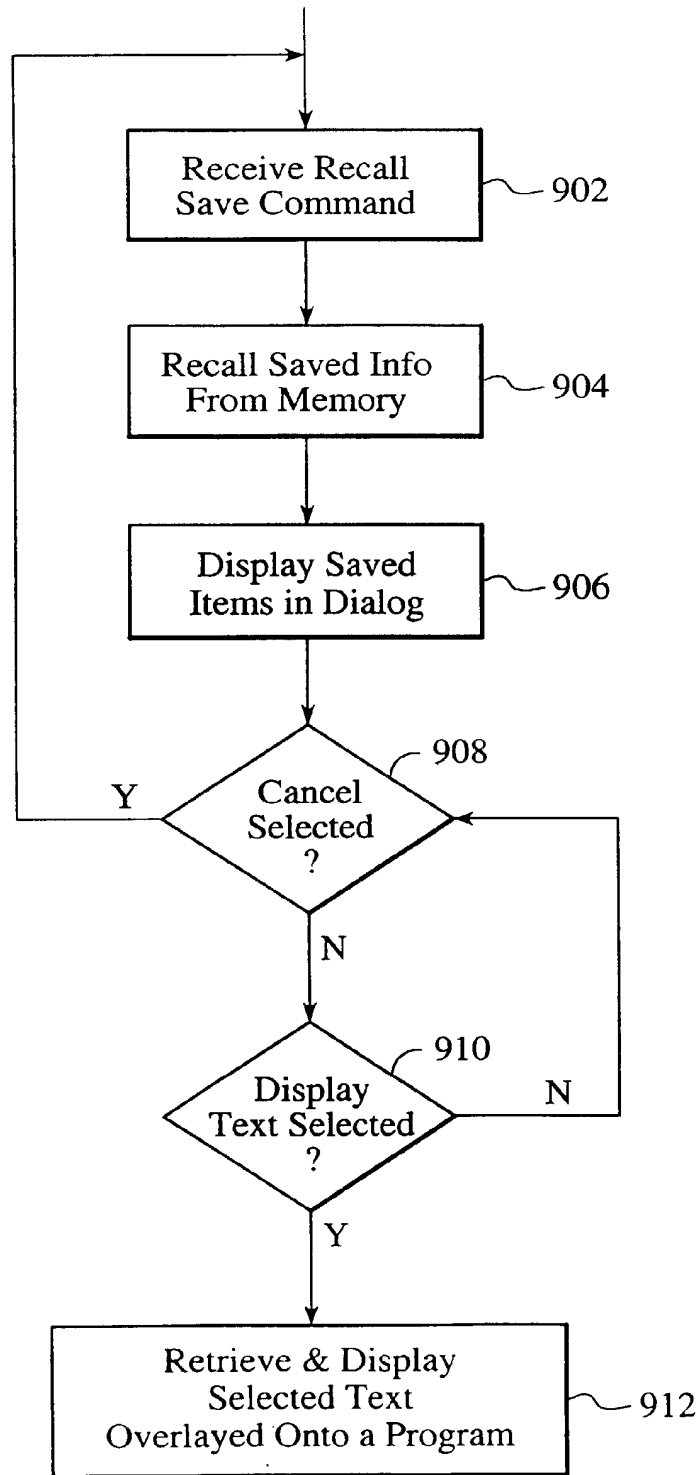 Receive Recall
Save Command
902
Recall Saved Info
From Memory
904
Display Saved
Items in Dialog
906
908
Cancel
Selected
?
Y
N
910
Display
Text Selected
?
N
Y
Retrieve & Display
Selected Text
Overlayed Onto a Program
912